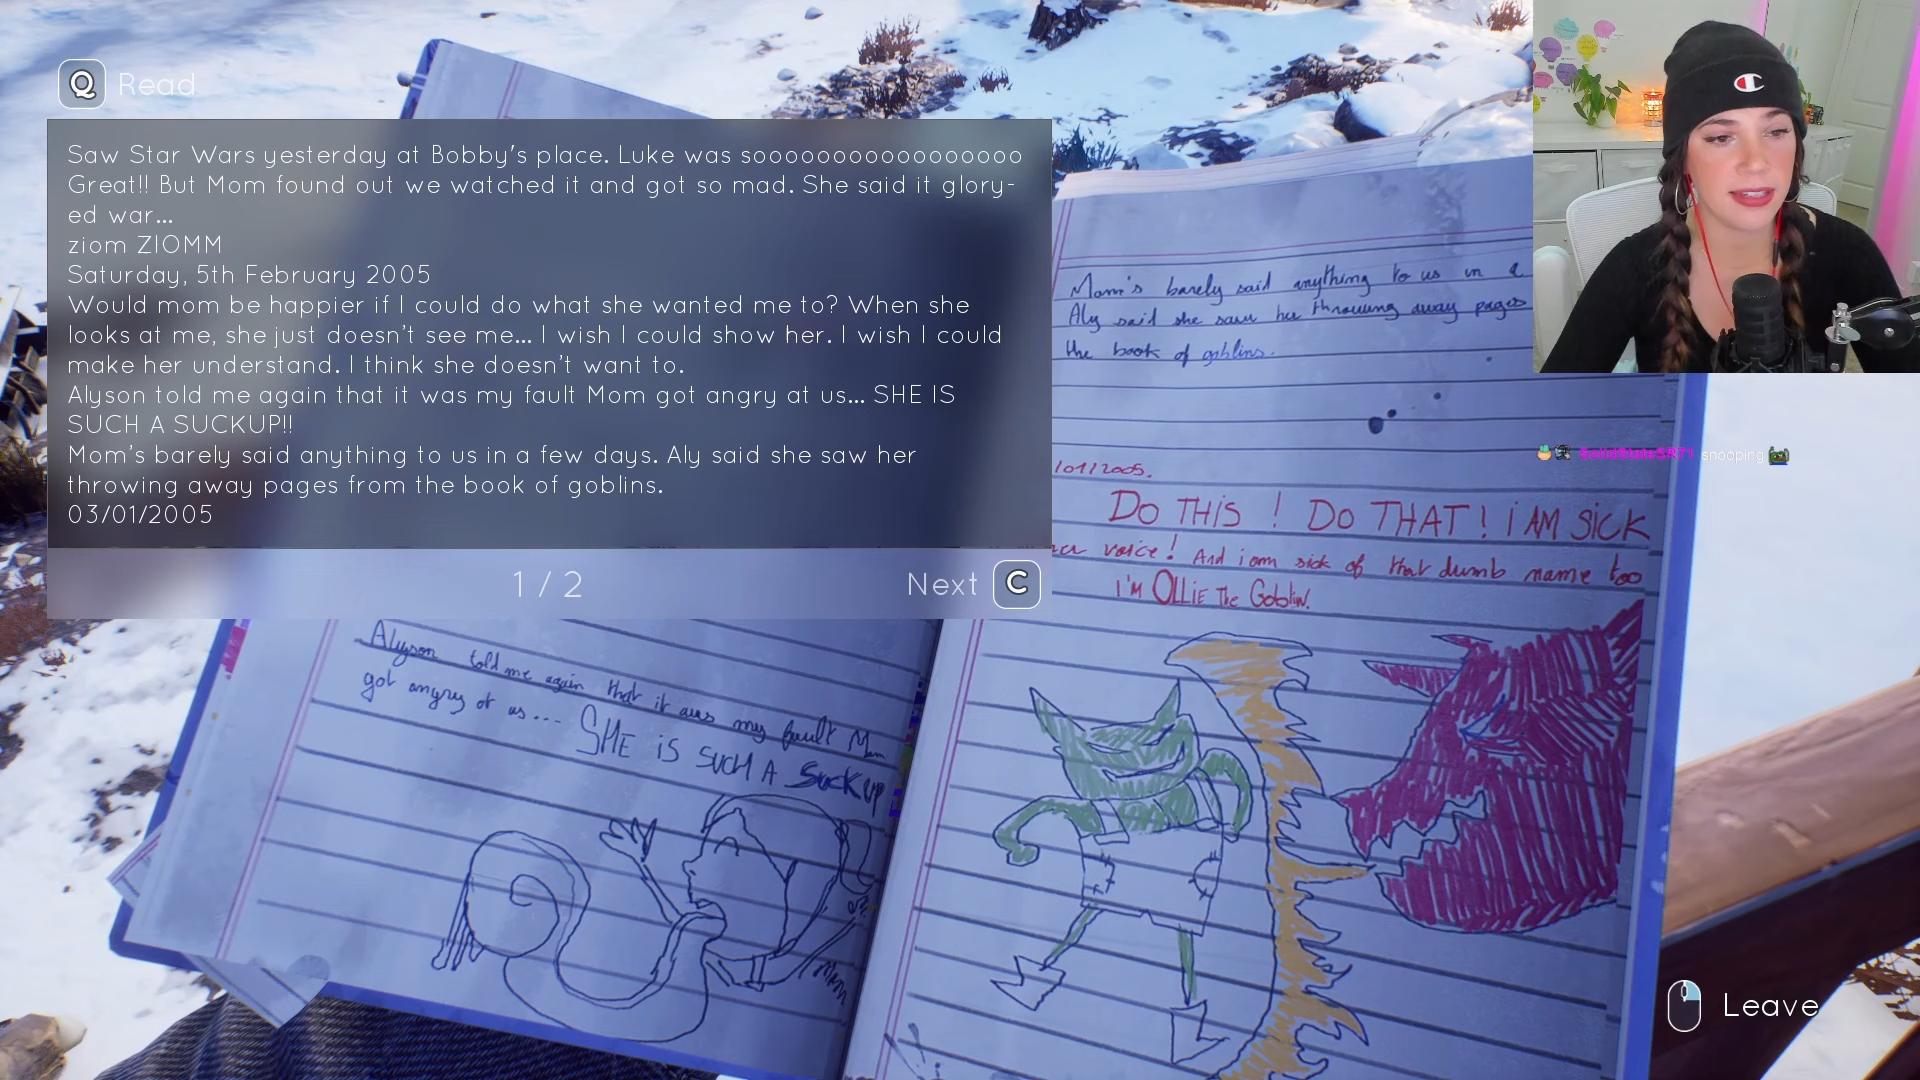 Q Read
Saw Star Wars yesterday at Bobby's place. Luke was sooooooooooooooooo
Great!! But Mom found out we watched it and got so mad. She said it glory-
ed war...
ziom ZIOMM
Saturday, 5th February 2005
Would mom be happier if I could do what she wanted me to? When she
looks at me, she just doesn't see me... I wish I could show her. I wish I could
make her understand. I think she doesn't want to.
Alyson told me again that it was my fault Mom got angry at us... SHE IS
SUCH A SUCKUP!!
Mom's barely said anything to us in a few days. Aly said she saw her
throwing away pages from the book of goblins.
03/01/2005
1 / 2
Next C
Alyson told me again that it was my fault Mom
got angry at us...
SHE IS SUCH A SUCKUP
Mom
Mom's barely said anything to us in a
Aly said she saw her throwing away pages
the book of goblins.
/01/2005.
DO THIS ! DO THAT ! i AM SiCK
voice! And i am sick of that dumb name too
i'M OLLiE The Goblin.
SolidStateSR71 snooping
Leave